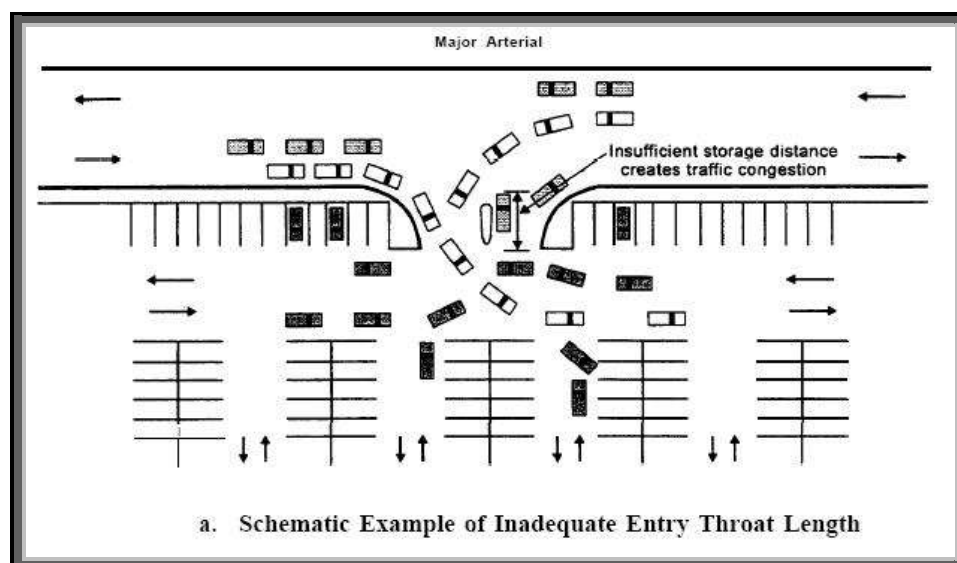 Major Arterial
Insufficient storage distance
creates traffic congestion
a. Schematic Example of Inadequate Entry Throat Length